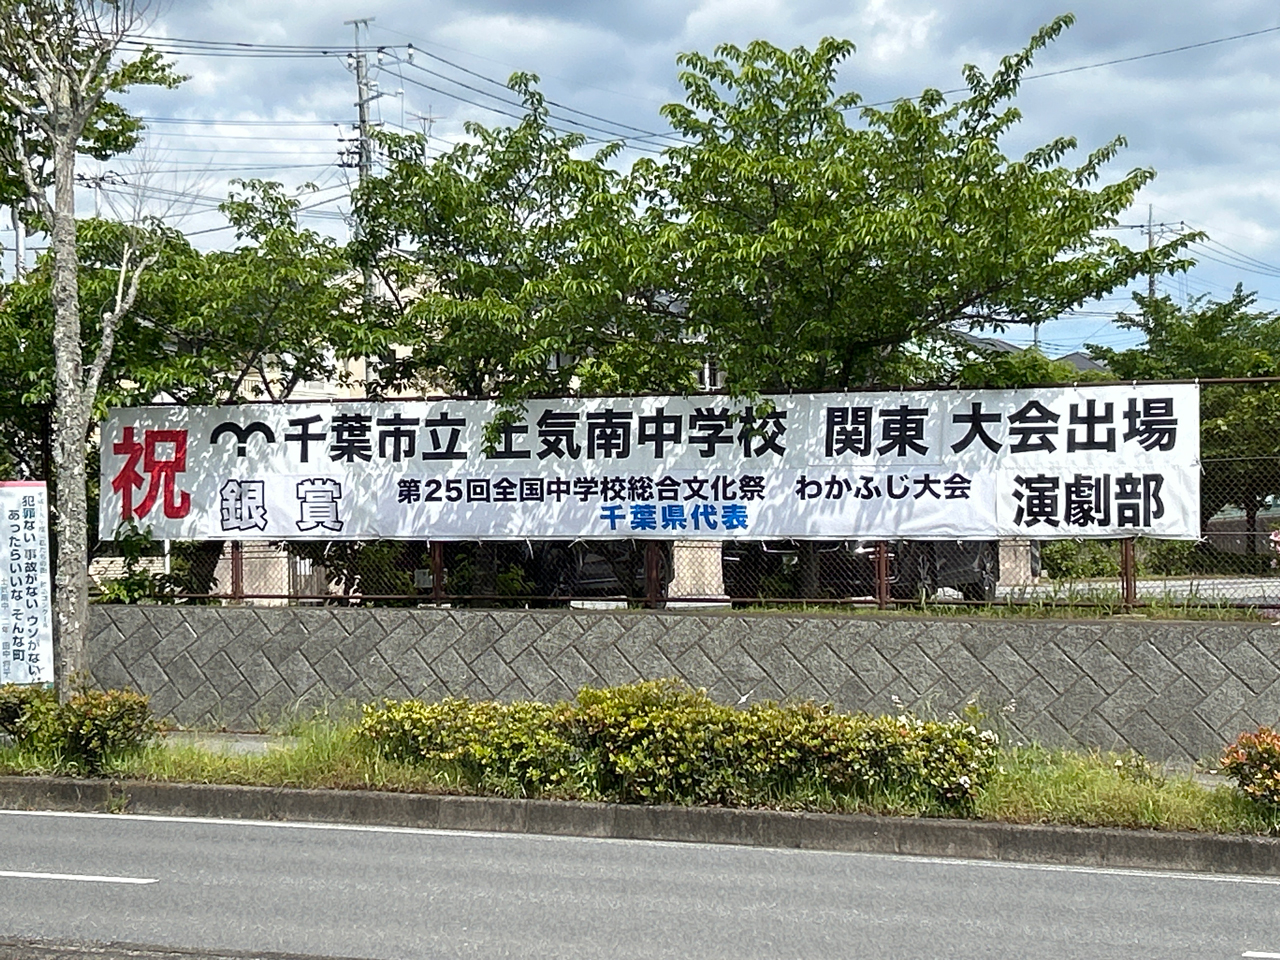 祝 千葉市立 土気南中学校 関東大会出場
銀賞 第25回全国中学校総合文化祭 わかふじ大会 演劇部
千葉県代表
犯罪ない 事故がない ウソがない
あったらいいな そんな町